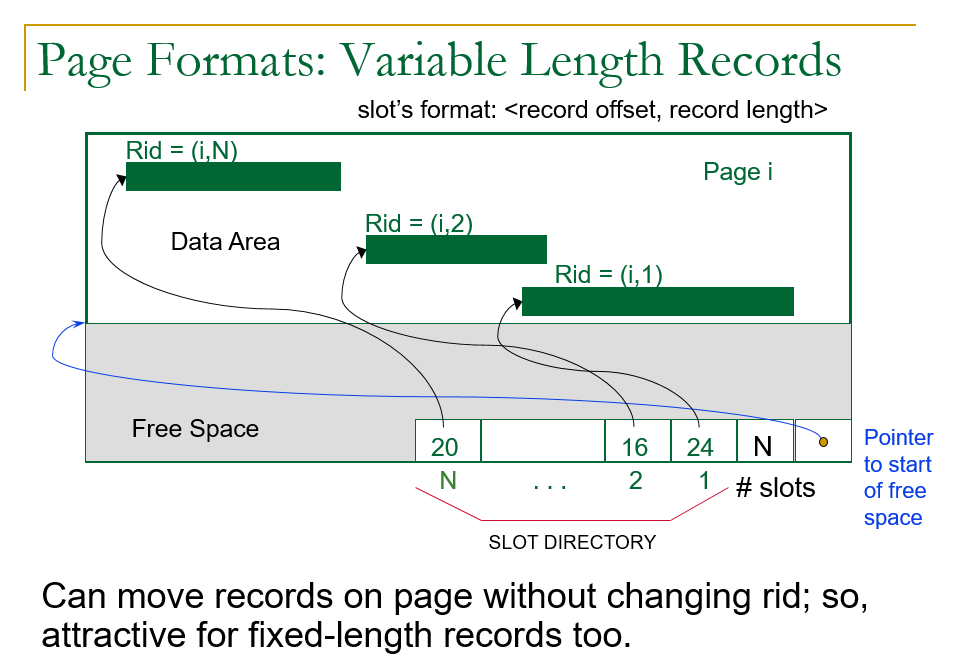 Page Formats: Variable Length Records
slot's format: <record offset, record length>
Rid = (i,N)
Page i
Rid = (i,2)
Data Area
Rid = (i,1)
Free Space
20 16 24 N
N . . . 2 1 # slots
Pointer
to start
of free
space
SLOT DIRECTORY
Can move records on page without changing rid; so,
attractive for fixed-length records too.